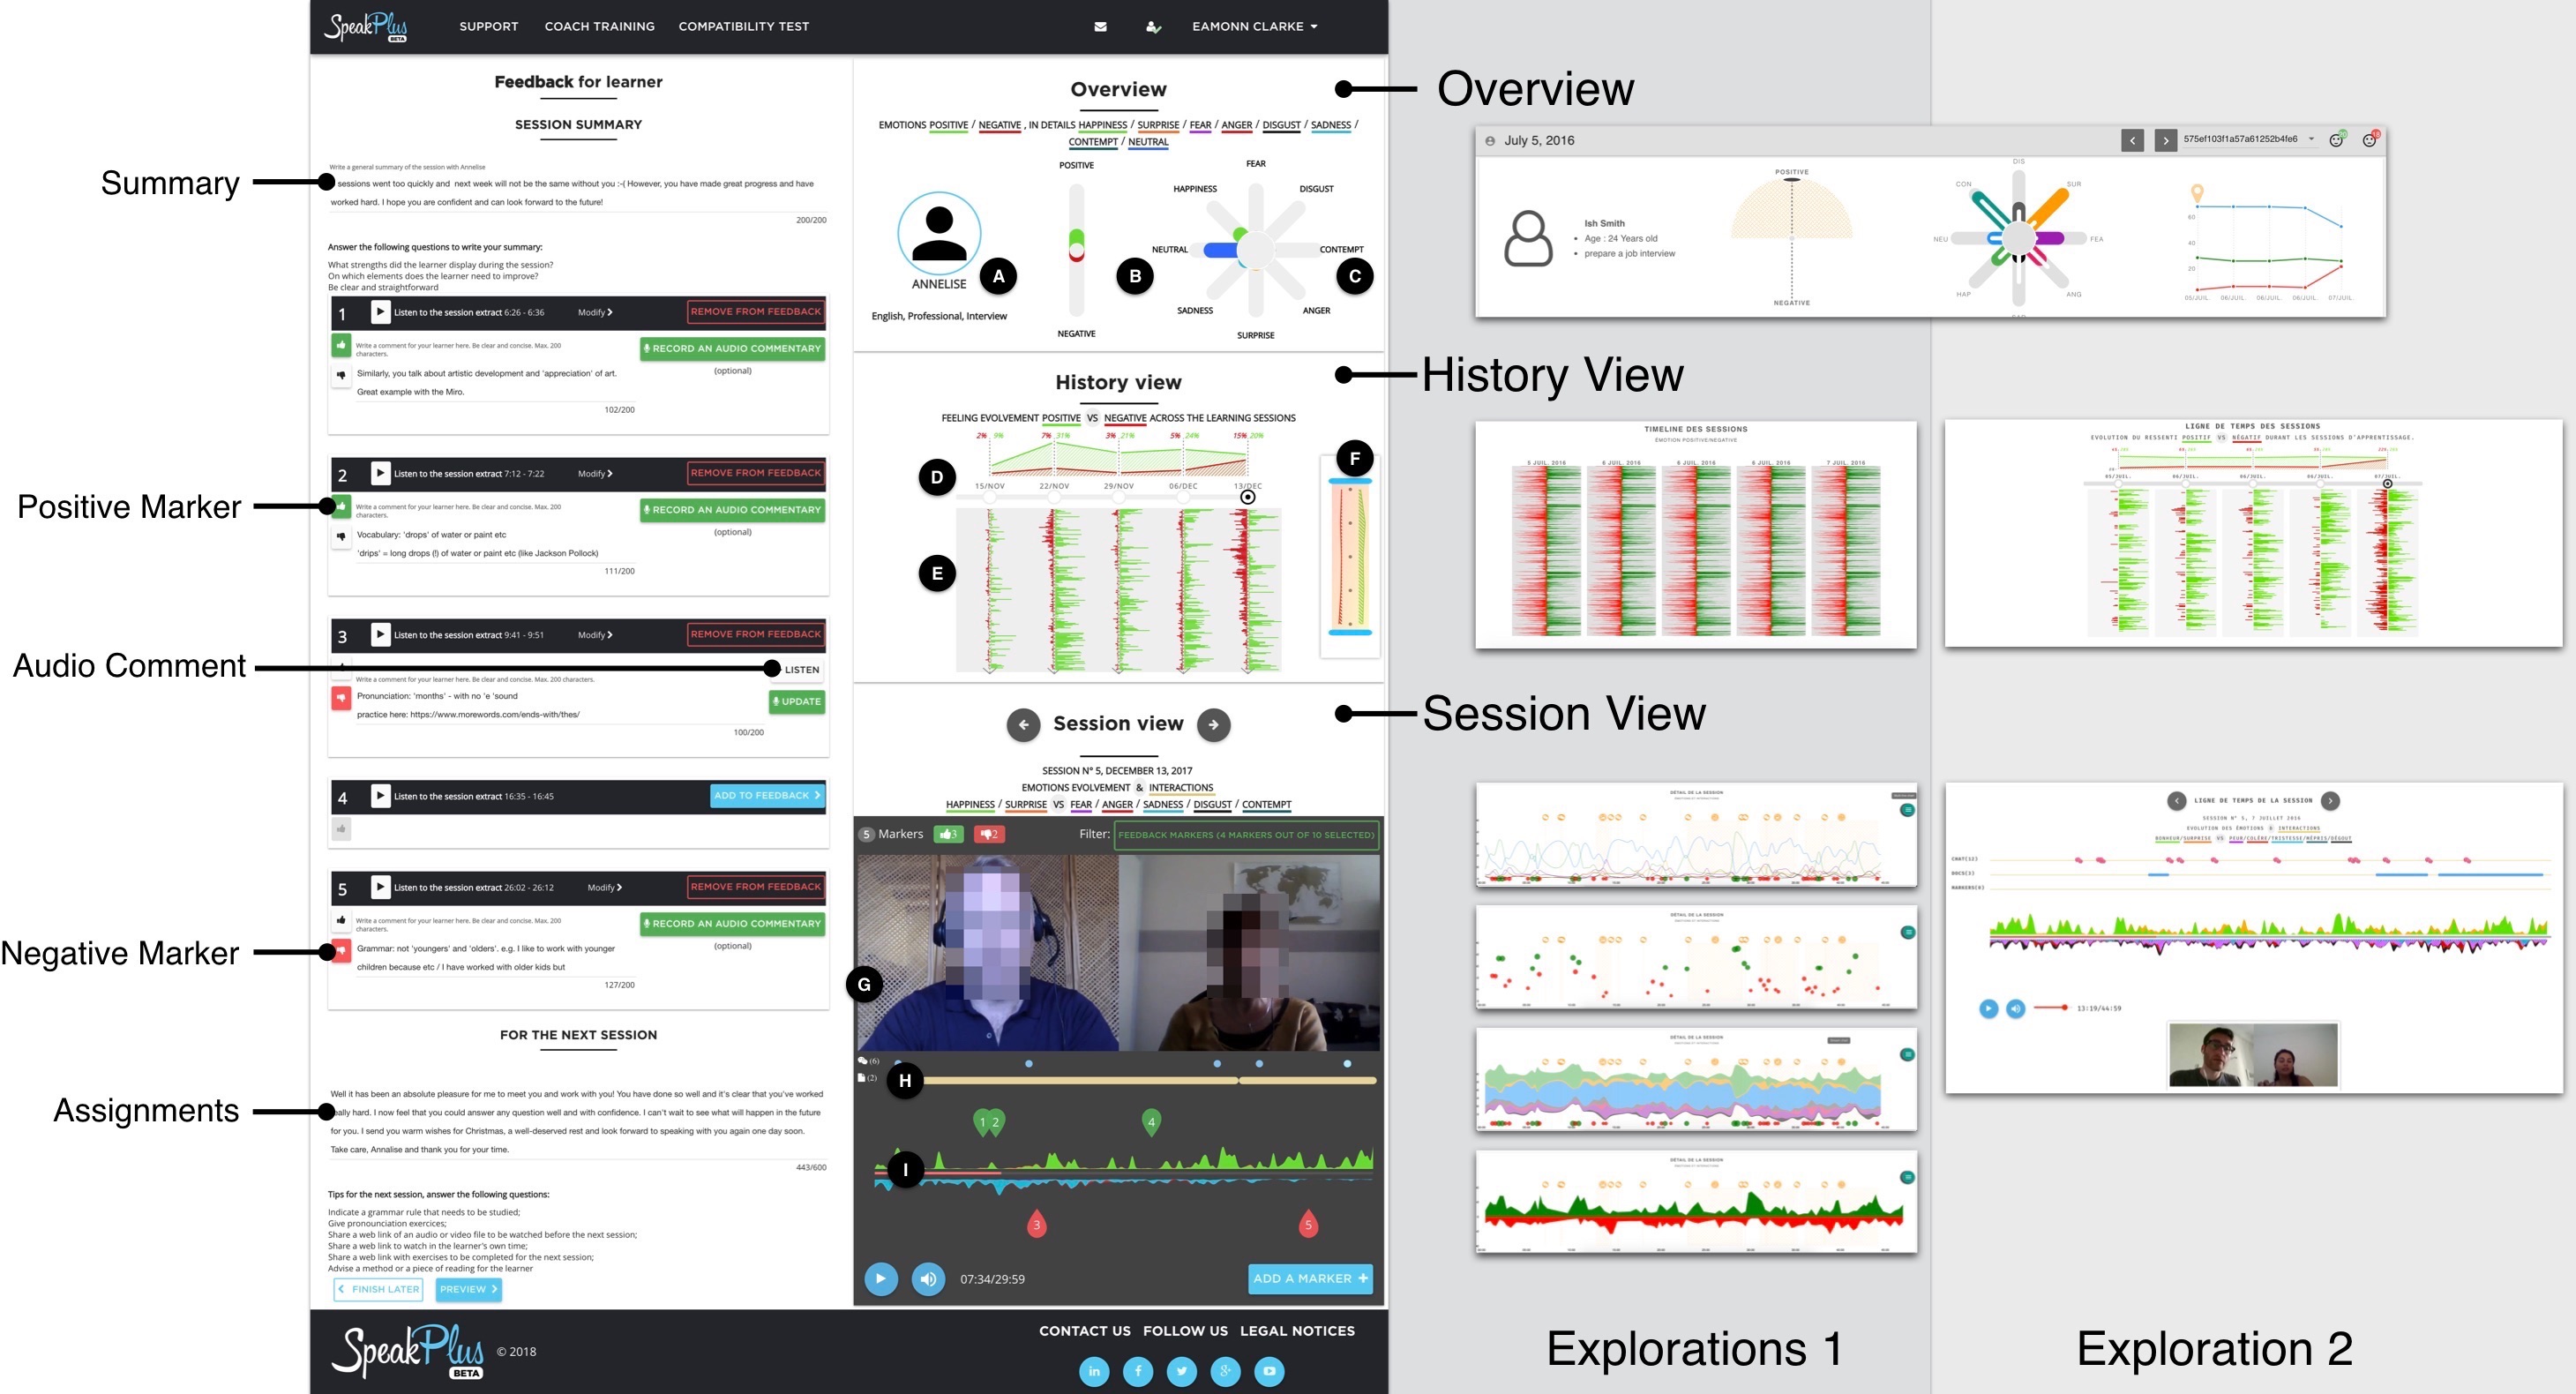 SpeakPlus
BETA
SUPPORT
COACH TRAINING
COMPATIBILITY TEST
EAMONN CLARKE
Summary
Positive Marker
Audio Comment
Negative Marker
Assignments
Feedback for learner
SESSION SUMMARY
Write a general summary of the session with Annelise
sessions went too quickly and next week will not be the same without you :-( However, you have made great progress and have
worked hard. I hope you are confident and can look forward to the future!
200/200
Answer the following questions to write your summary:
What strengths did the learner display during the session?
On which elements does the learner need to improve?
Be clear and straightforward
1 Listen to the session extract 6:26 - 6:36 Modify REMOVE FROM FEEDBACK
Write a comment for your learner here. Be clear and concise. Max. 200
characters.
RECORD AN AUDIO COMMENTARY
(optional)
Similarly, you talk about artistic development and 'appreciation' of art.
Great example with the Miro.
102/200
2 Listen to the session extract 7:12 - 7:22 Modify REMOVE FROM FEEDBACK
Write a comment for your learner here. Be clear and concise. Max. 200
characters.
RECORD AN AUDIO COMMENTARY
(optional)
Vocabulary: 'drops' of water or paint etc
'drips' = long drops (!) of water or paint etc (like Jackson Pollock)
111/200
3 Listen to the session extract 9:41 - 9:51 Modify REMOVE FROM FEEDBACK
LISTEN
Write a comment for your learner here. Be clear and concise. Max. 200 characters.
Pronunciation: 'months' - with no 'e 'sound
UPDATE
practice here: https://www.morewords.com/ends-with/thes/
100/200
4 Listen to the session extract 16:35 - 16:45 ADD TO FEEDBACK
5 Listen to the session extract 26:02 - 26:12 Modify REMOVE FROM FEEDBACK
Write a comment for your learner here. Be clear and concise. Max. 200
characters.
RECORD AN AUDIO COMMENTARY
(optional)
Grammar: not 'youngers' and 'olders'. e.g. I like to work with younger
children because etc / I have worked with older kids but
127/200
FOR THE NEXT SESSION
Well it has been an absolute pleasure for me to meet you and work with you! You have done so well and it's clear that you've worked
really hard. I now feel that you could answer any question well and with confidence. I can't wait to see what will happen in the future
for you. I send you warm wishes for Christmas, a well-deserved rest and look forward to speaking with you again one day soon.
Take care, Annalise and thank you for your time.
443/600
Tips for the next session, answer the following questions:
Indicate a grammar rule that needs to be studied;
Give pronounciation exercices;
Share a web link of an audio or video file to be watched before the next session;
Share a web link to watch in the learner's own time;
Share a web link with exercises to be completed for the next session;
Advise a method or a piece of reading for the learner
FINISH LATER
PREVIEW
Overview
EMOTIONS POSITIVE / NEGATIVE , IN DETAILS HAPPINESS / SURPRISE / FEAR / ANGER / DISGUST / SADNESS /
CONTEMPT / NEUTRAL
POSITIVE
NEGATIVE
ANNELISE
English, Professional, Interview
FEAR
HAPPINESS
DISGUST
NEUTRAL
CONTEMPT
SADNESS
ANGER
SURPRISE
A
B
C
History view
FEELING EVOLVEMENT POSITIVE VS NEGATIVE ACROSS THE LEARNING SESSIONS
2% 9% 7% 31% 3% 21% 5% 24% 15% 20%
15/NOV 22/NOV 29/NOV 06/DEC 13/DEC
D
E
F
Session view
SESSION N° 5, DECEMBER 13, 2017
EMOTIONS EVOLVEMENT & INTERACTIONS
HAPPINESS / SURPRISE VS FEAR / ANGER / SADNESS / DISGUST / CONTEMPT
5 Markers 3 2 Filter: FEEDBACK MARKERS (4 MARKERS OUT OF 10 SELECTED)
G
(6)
(2)
H
1 2 4
I
3 5
07:34/29:59
ADD A MARKER +
SpeakPlus
BETA
© 2018
CONTACT US FOLLOW US LEGAL NOTICES
in f g+
Overview
July 5, 2016
575ef103f1a57a61252b4fe6
Ish Smith
Age : 24 Years old
prepare a job interview
POSITIVE
NEGATIVE
DIS
CON
SUR
NEU
FEA
HAP
ANG
60
40
20
05/JUIL. 06/JUIL. 06/JUIL. 06/JUIL. 07/JUIL.
History View
TIMELINE DES SESSIONS
EMOTION POSITIVE/NEGATIVE
5 JUIL. 2016 6 JUIL. 2016 6 JUIL. 2016 6 JUIL. 2016 7 JUIL. 2016
LIGNE DE TEMPS DES SESSIONS
EVOLUTION DU RESSENTI POSITIF VS NÉGATIF DURANT LES SESSIONS D'APPRENTISSAGE.
05/JUIL. 06/JUIL. 06/JUIL. 06/JUIL. 07/JUIL.
Session View
DÉTAIL DE LA SESSION
DÉTAIL DE LA SESSION
DÉTAIL DE LA SESSION
DÉTAIL DE LA SESSION
LIGNE DE TEMPS DE LA SESSION
SESSION N° 5, 7 JUILLET 2016
EVOLUTION DES ÉMOTIONS & INTERACTIONS
BONHEUR/SURPRISE VS PEUR/COLÈRE/TRISTESSE/MÉPRIS/DÉGOUT
CHAT(12)
DOCS(3)
MARKERS(0)
13:19/44:59
Explorations 1
Exploration 2